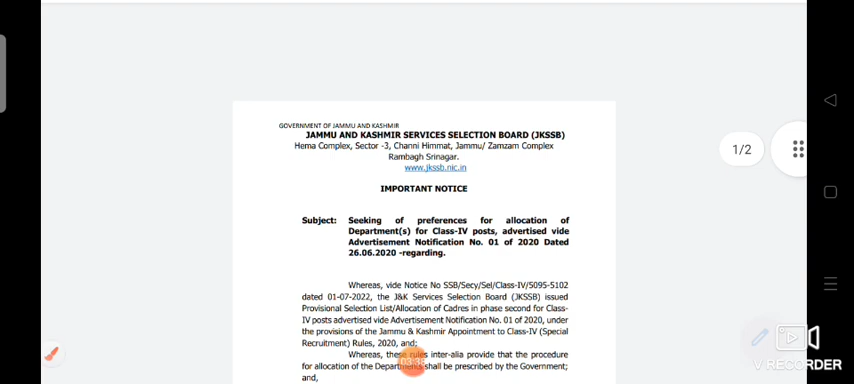 GOVERNMENT OF JAMMU AND KASHMIR
JAMMU AND KASHMIR SERVICES SELECTION BOARD (JKSSB)
Hema Complex, Sector -3, Channi Himmat, Jammu/ Zamzam Complex
Rambagh Srinagar.
www.jkssb.nic.in
IMPORTANT NOTICE
Subject: Seeking of preferences for allocation of
Department(s) for Class-IV posts, advertised vide
Advertisement Notification No. 01 of 2020 Dated
26.06.2020 -regarding.
Whereas, vide Notice No SSB/Secy/Sel/Class-IV/5095-5102
dated 01-07-2022, the J&K Services Selection Board (JKSSB) issued
Provisional Selection List/Allocation of Cadres in phase second for Class-
IV posts advertised vide Advertisement Notification No. 01 of 2020, under
the provisions of the Jammu & Kashmir Appointment to Class-IV (Special
Recruitment) Rules, 2020, and;
Whereas, these rules inter-alia provide that the procedure
for allocation of the Departments shall be prescribed by the Government;
and,
1/2
V RECORDER